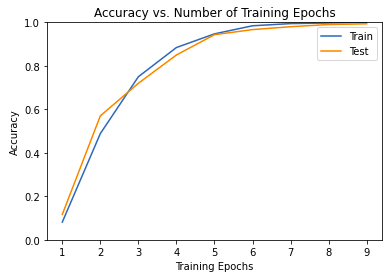 Accuracy vs. Number of Training Epochs
Train
Test
Accuracy
1.0
0.8
0.6
0.4
0.2
0.0
1 2 3 4 5 6 7 8 9
Training Epochs